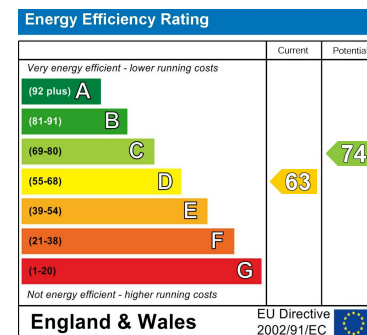 Energy Efficiency Rating
Current Potential
Very energy efficient - lower running costs
(92 plus) A
(81-91) B
(69-80) C
74
(55-68) D
63
(39-54) E
(21-38) F
(1-20) G
Not energy efficient - higher running costs
England & Wales
EU Directive
2002/91/EC